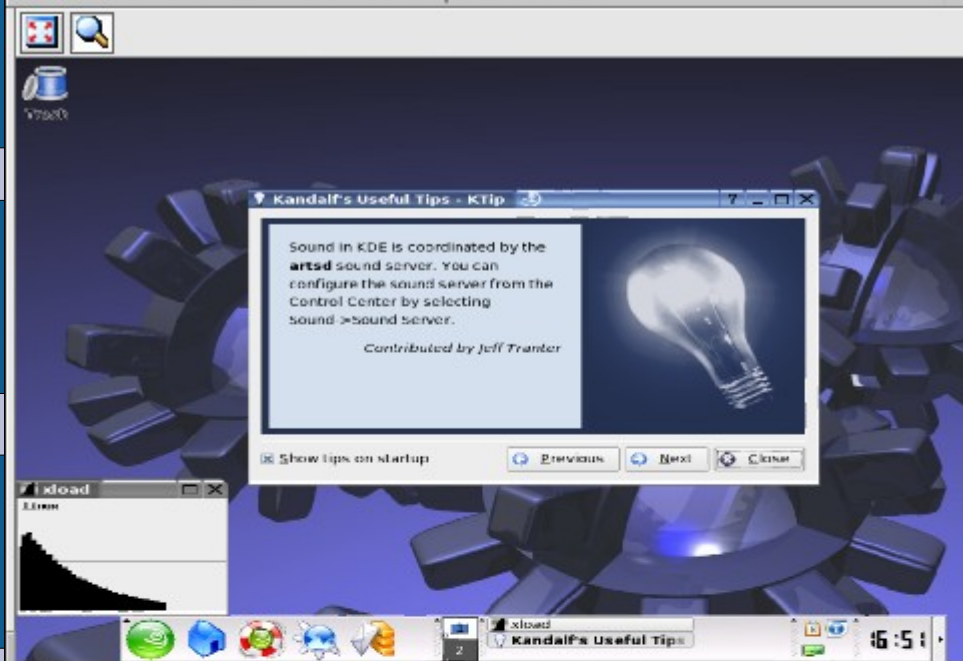 Trash
Kandalf's Useful Tips - KTip
Sound in KDE is coordinated by the
artsd sound server. You can
configure the sound server from the
Control Center by selecting
Sound->Sound Server.
Contributed by Jeff Tranter
Show tips on startup
Previous
Next
Close
xload
xload
2
Kandalf's Useful Tips
16:51